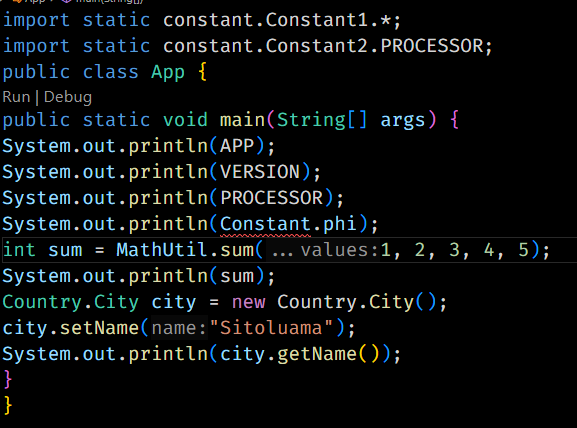 App > main(String[])
import static constant.Constant1.*;
import static constant.Constant2.PROCESSOR;
public class App {
Run | Debug
public static void main(String[] args) {
System.out.println(APP);
System.out.println(VERSION);
System.out.println(PROCESSOR);
System.out.println(Constant.phi);
int sum = MathUtil.sum(...values:1, 2, 3, 4, 5);
System.out.println(sum);
Country.City city = new Country.City();
city.setName(name:"Sitoluama");
System.out.println(city.getName());
}
}